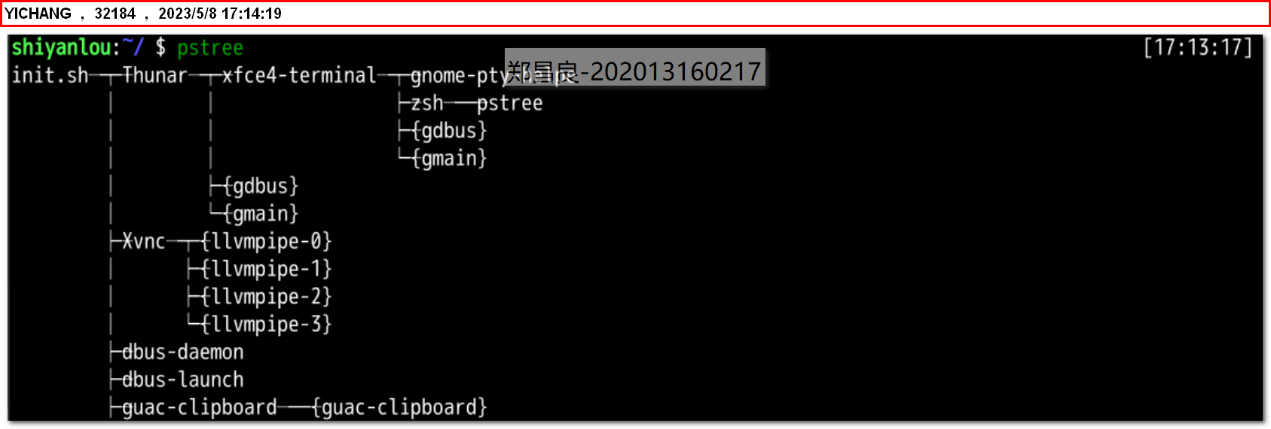 YICHANG , 32184 , 2023/5/8 17:14:19
shiyanlou:~/ $ pstree [17:13:17]
郑昌良-202013160217
init.sh─┬─Thunar─┬─xfce4-terminal─┬─gnome-pty-helpe
│ │ ├─zsh───pstree
│ │ ├─{gdbus}
│ │ └─{gmain}
│ ├─{gdbus}
│ └─{gmain}
├─Xvnc─┬─{llvmpipe-0}
│ ├─{llvmpipe-1}
│ ├─{llvmpipe-2}
│ └─{llvmpipe-3}
├─dbus-daemon
├─dbus-launch
├─guac-clipboard───{guac-clipboard}